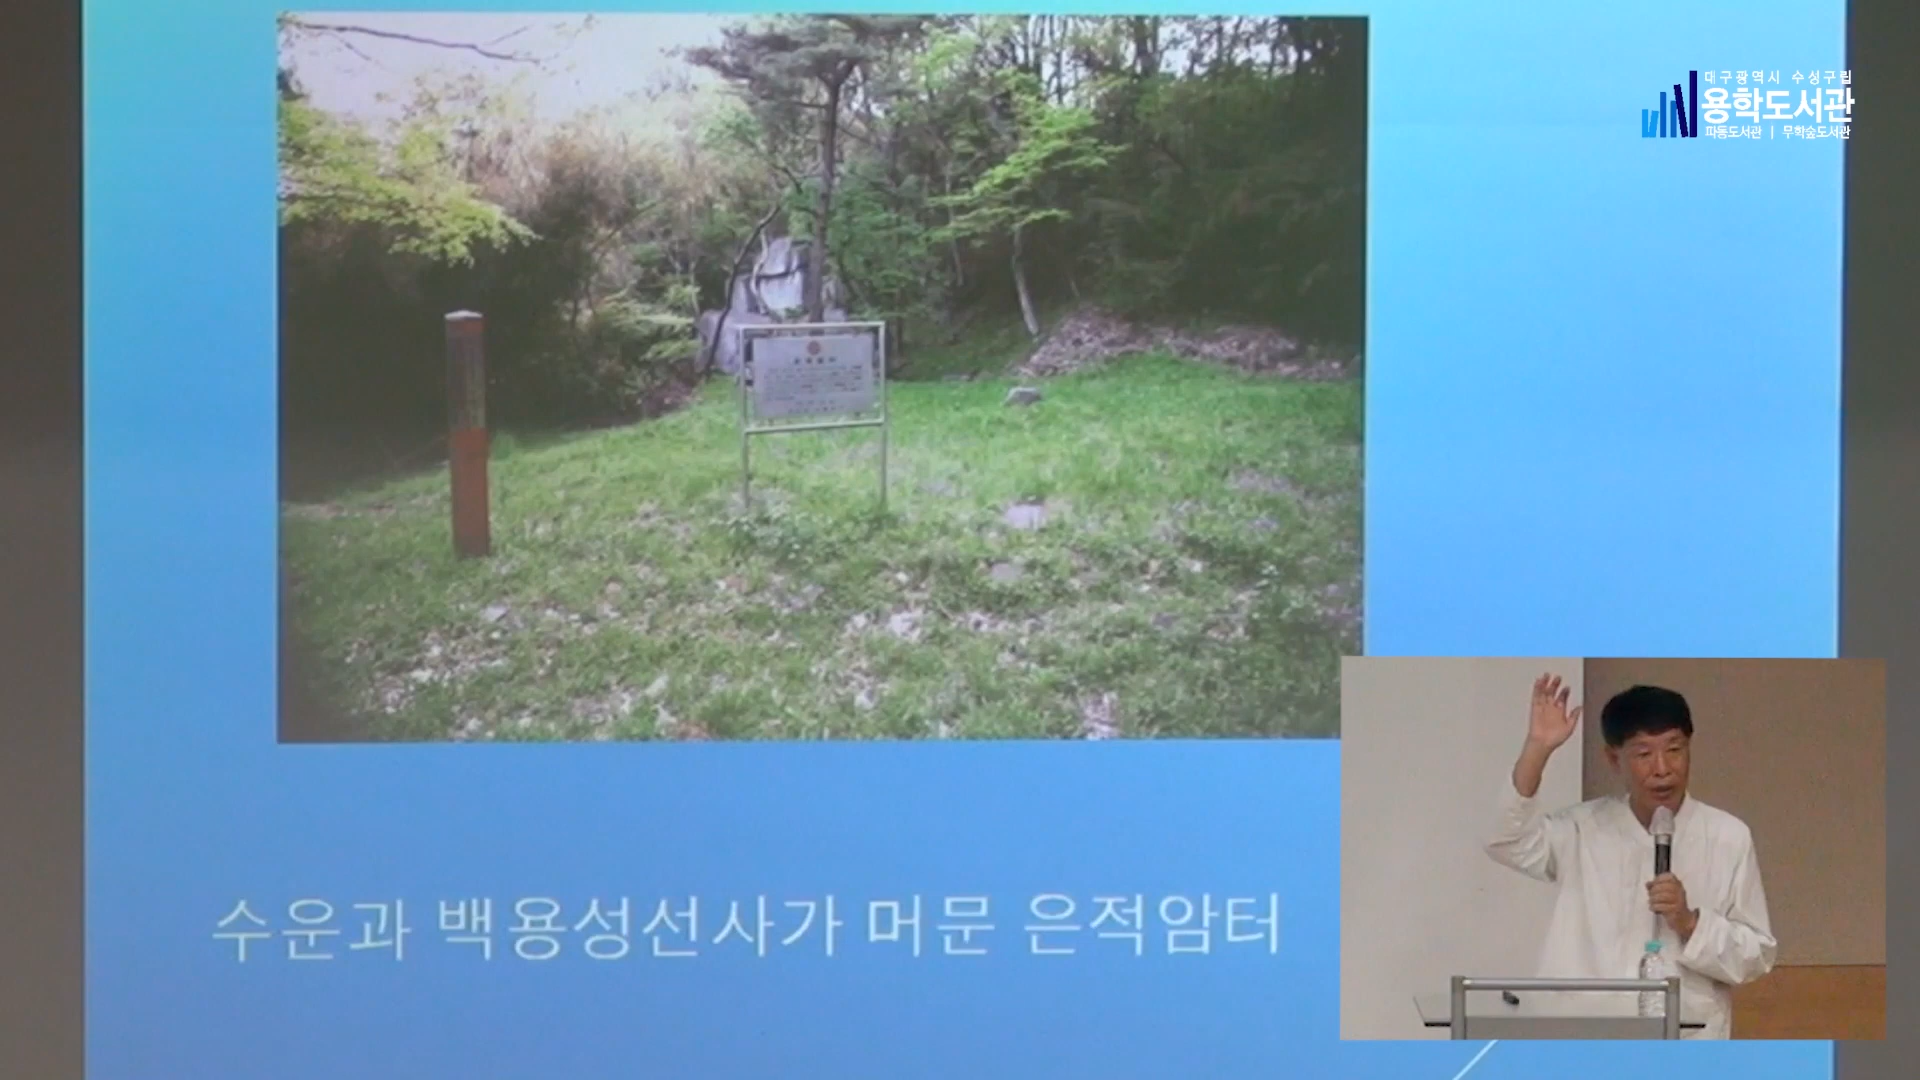 대구광역시 수성구립
용학도서관
파동도서관 | 무학숲도서관
수운과 백용성선사가 머문 은적암터